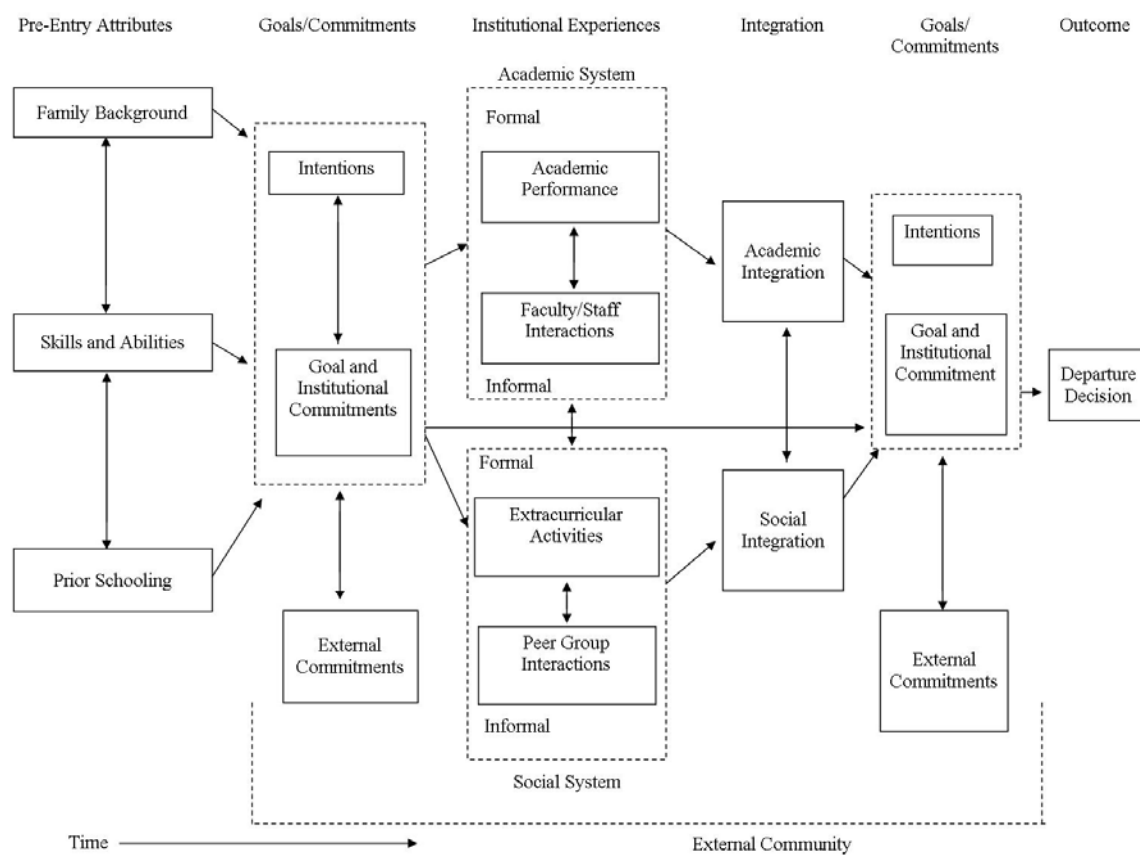 Pre-Entry Attributes
Goals/Commitments
Institutional Experiences
Integration
Goals/
Commitments
Outcome
Academic System
Family Background
Formal
Intentions
Academic
Performance
Academic
Integration
Intentions
Skills and Abilities
Faculty/Staff
Interactions
Goal and
Institutional
Commitments
Goal and
Institutional
Commitment
Departure
Decision
Informal
Formal
Extracurricular
Activities
Social
Integration
Prior Schooling
External
Commitments
Peer Group
Interactions
External
Commitments
Informal
Social System
Time
External Community